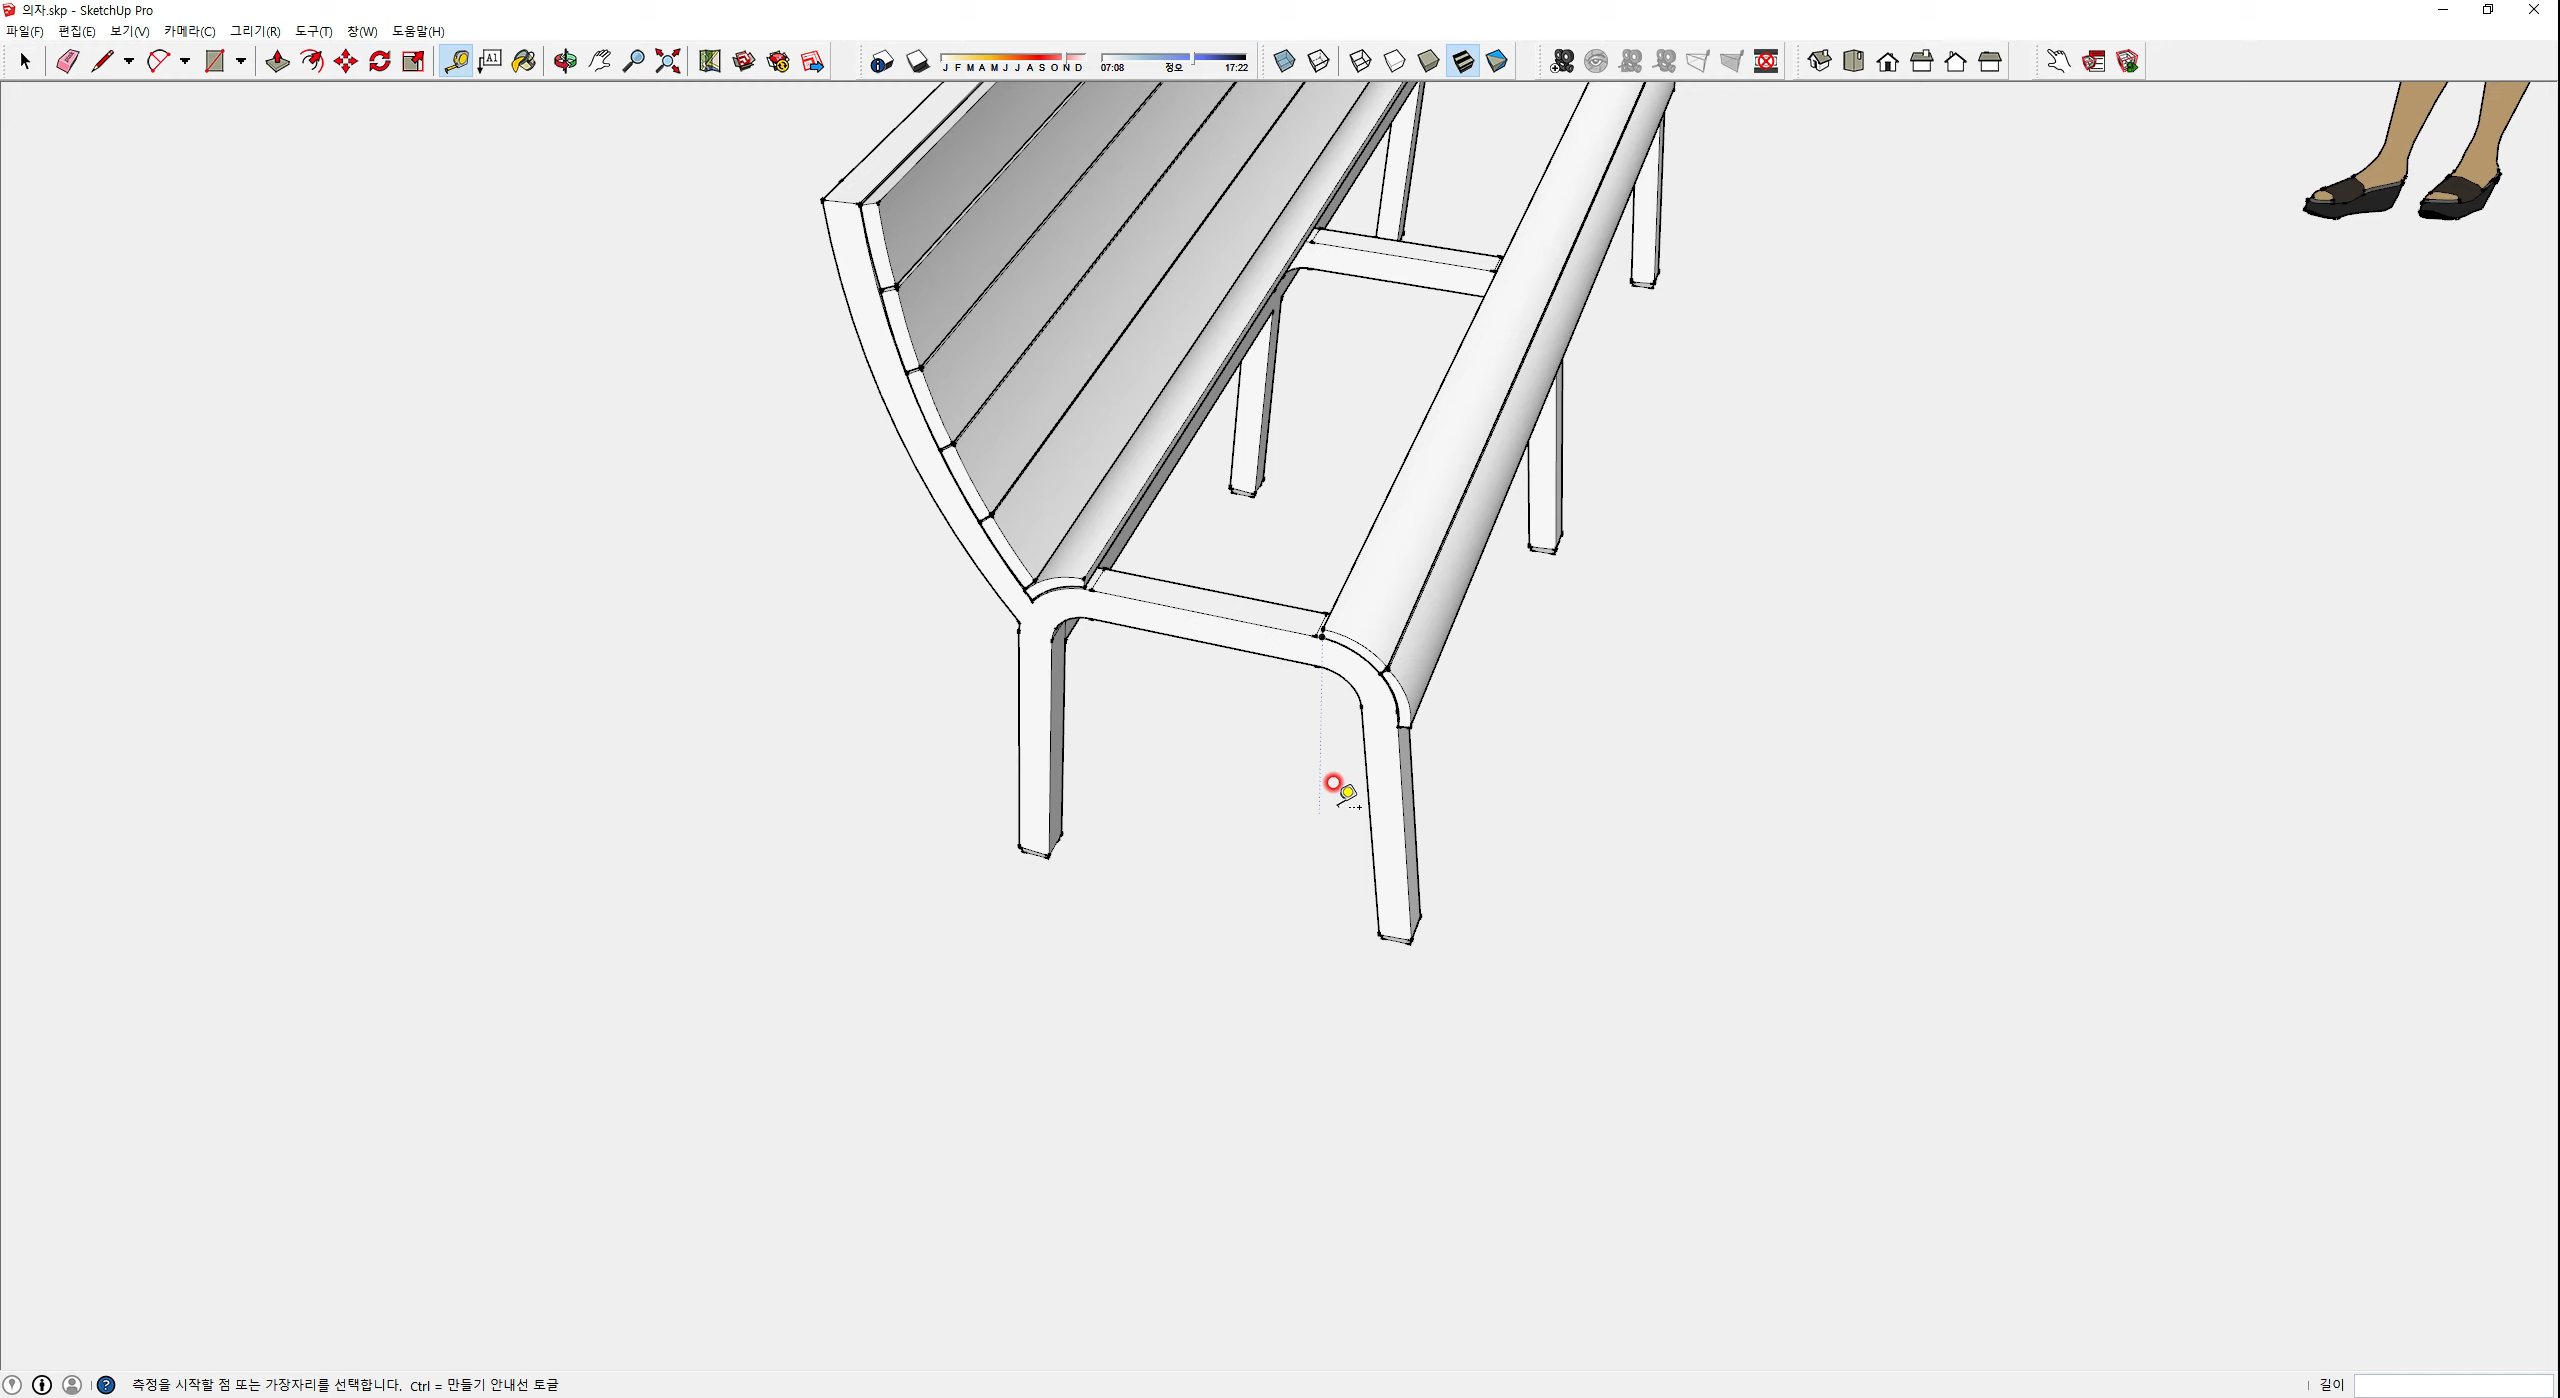 의자.skp - SketchUp Pro
파일(F) 편집(E) 보기(V) 카메라(C) 그리기(R) 도구(T) 창(W) 도움말(H)
A1
J F M A M J J A S O N D 07:08 정오 17:22
측정을 시작할 점 또는 가장자리를 선택합니다. Ctrl = 만들기 안내선 토글 길이